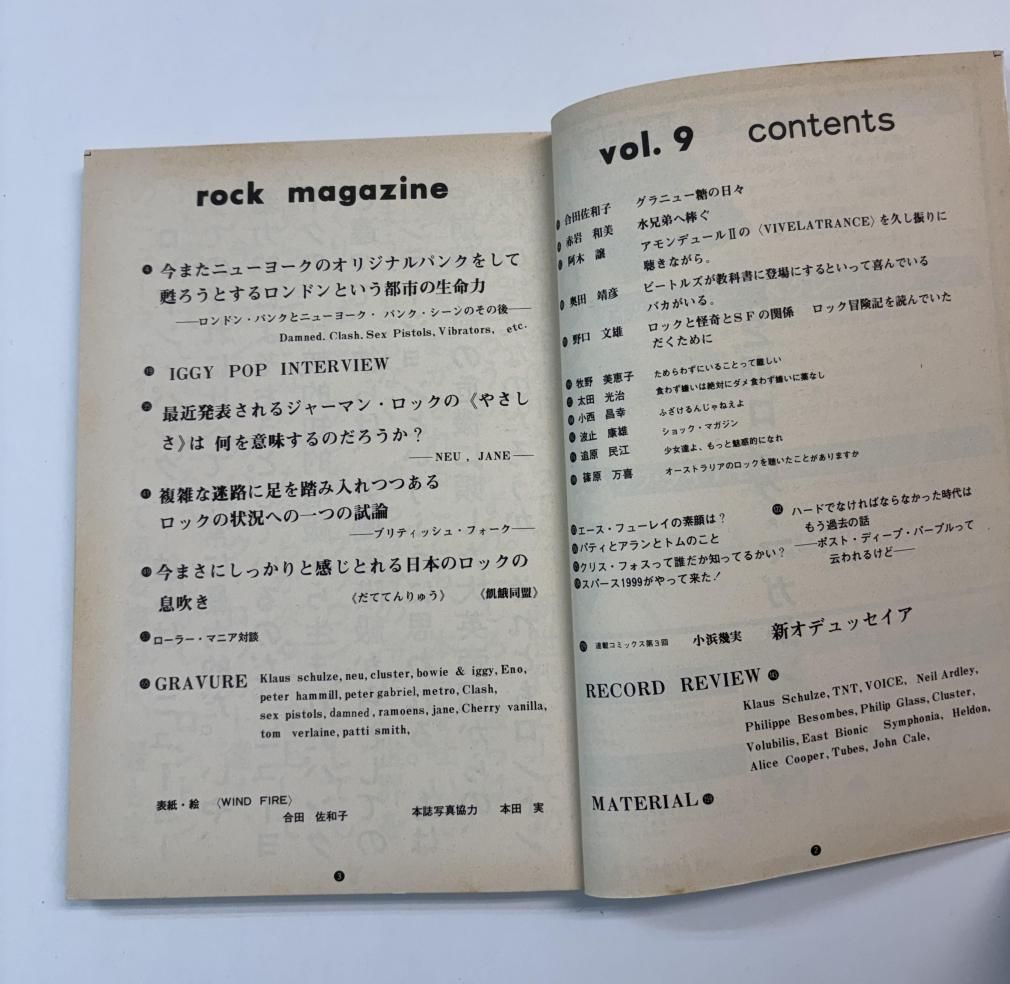 rock magazine
今またニューヨークのオリジナルパンクをして
甦ろうとするロンドンという都市の生命力
——ロンドン・パンクとニューヨーク・パンク・シーンのその後——
Damned. Clash. Sex Pistols, Vibrators, etc.
IGGY POP INTERVIEW
最近発表されるジャーマン・ロックの《やさし
さ》は 何を意味するのだろうか？
——NEU , JANE——
複雑な迷路に足を踏み入れつつある
ロックの状況への一つの試論
——ブリティッシュ・フォーク——
今まさにしっかりと感じとれる日本のロックの
息吹き 《だててんりゅう》 《飢餓同盟》
ローラー・マニア対談
GRAVURE Klaus schulze, neu, cluster, bowie & iggy, Eno,
peter hammill, peter gabriel, metro, Clash,
sex pistols, damned, ramoens, jane, Cherry vanilla,
tom verlaine, patti smith,
表紙・絵 〈WIND FIRE〉
合田 佐和子 本誌写真協力 本田 実
3
vol. 9 contents
合田佐和子 グラニュー糖の日々
赤岩 和美 水兄弟へ捧ぐ
阿木 譲 アモンデュールⅡの〈VIVELATRANCE〉を久し振りに
聴きながら。
奥田 靖彦 ビートルズが教科書に登場にするといって喜んでいる
バカがいる。
野口 文雄 ロックと怪奇とSFの関係 ロック冒険記を読んでいた
だくために
牧野 美恵子 ためらわずにいることって難しい
太田 光治 食わず嫌いは絶対にダメ食わず嫌いに薬なし
小西 昌幸 ふざけるんじゃねえよ
波止 康雄 ショック・マガジン
追原 民江 少女達よ、もっと魅惑的になれ
篠原 万喜 オーストラリアのロックを聴いたことがありますか
エース・フューレイの素顔は？
パティとアランとトムのこと
クリス・フォスって誰だか知ってるかい？
スパース1999がやって来た！
ハードでなければならなかった時代は
もう過去の話
——ポスト・ディープ・パープルって
云われるけど——
連載コミックス第3回 小浜幾実 新オデュッセイア
RECORD REVIEW
Klaus Schulze, TNT, VOICE, Neil Ardley,
Philippe Besombes, Philip Glass, Cluster,
Volubilis, East Bionic Symphonia, Heldon,
Alice Cooper, Tubes, John Cale,
MATERIAL
2